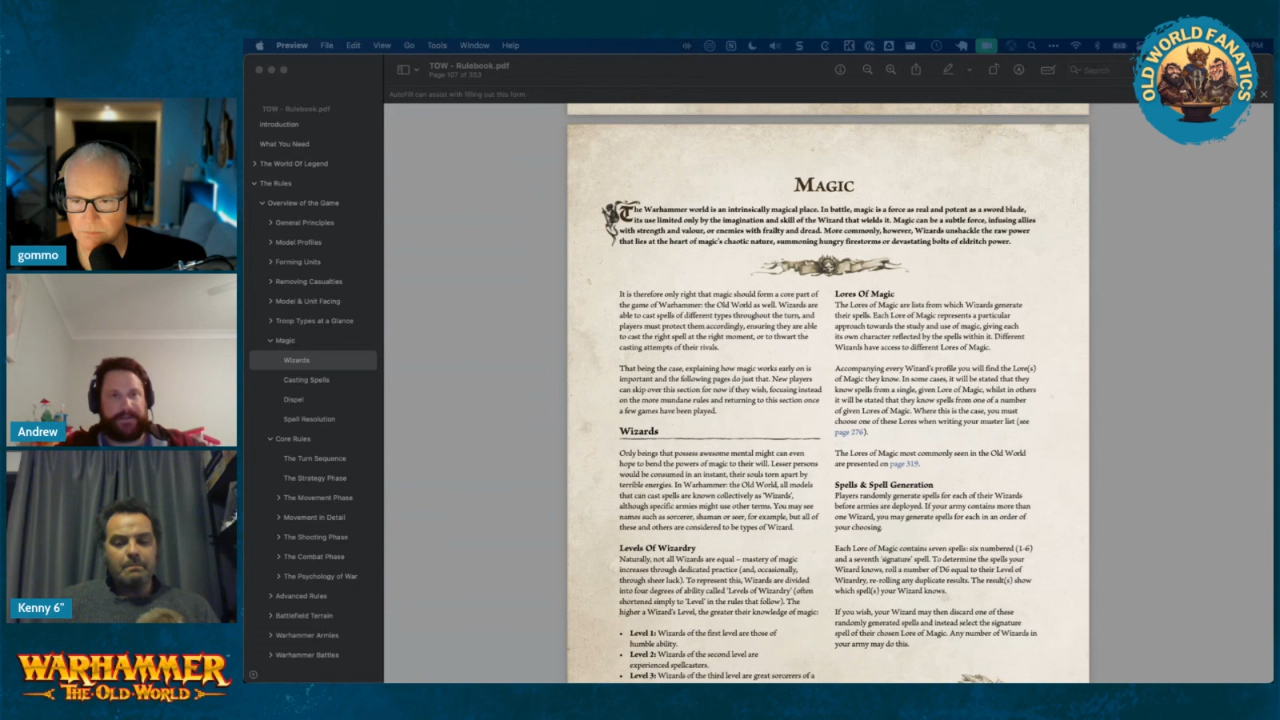 Preview File Edit View Go Tools Window Help
OLD WORLD FANATICS
TOW - Rulebook.pdf
Page 107 of 353
Search
AutoFill can assist with filling out this form.
gommo
Andrew
Kenny 6"
WARHAMMER
THE OLD WORLD
TOW - Rulebook.pdf
Introduction
What You Need
The World Of Legend
The Rules
Overview of the Game
General Principles
Model Profiles
Forming Units
Removing Casualties
Model & Unit Facing
Troop Types at a Glance
Magic
Wizards
Casting Spells
Dispel
Spell Resolution
Core Rules
The Turn Sequence
The Strategy Phase
The Movement Phase
Movement in Detail
The Shooting Phase
The Combat Phase
The Psychology of War
Advanced Rules
Battlefield Terrain
Warhammer Armies
Warhammer Battles
MAGIC
The Warhammer world is an intrinsically magical place. In battle, magic is a force as real and potent as a sword blade,
its use limited only by the imagination and skill of the Wizard that wields it. Magic can be a subtle force, infusing allies
with strength and valour, or enemies with frailty and dread. More commonly, however, Wizards unshackle the raw power
that lies at the heart of magic's chaotic nature, summoning hungry firestorms or devastating bolts of eldritch power.
It is therefore only right that magic should form a core part of
the game of Warhammer: the Old World as well. Wizards are
able to cast spells of different types throughout the turn, and
players must protect them accordingly, ensuring they are able
to cast the right spell at the right moment, or to thwart the
casting attempts of their rivals.
That being the case, explaining how magic works early on is
important and the following pages do just that. New players
can skip over this section for now if they wish, focusing instead
on the more mundane rules and returning to this section once
a few games have been played.
Wizards
Only beings that possess awesome mental might can even
hope to bend the powers of magic to their will. Lesser persons
would be consumed in an instant, their souls torn apart by
terrible energies. In Warhammer: the Old World, all models
that can cast spells are known collectively as 'Wizards',
although specific armies might use other terms. You may see
names such as sorcerer, shaman or seer, for example, but all of
these and others are considered to be types of Wizard.
Levels Of Wizardry
Naturally, not all Wizards are equal – mastery of magic
increases through dedicated practice (and, occasionally,
through sheer luck). To represent this, Wizards are divided
into four degrees of ability called 'Levels of Wizardry' (often
shortened simply to 'Level' in the rules that follow). The
higher a Wizard's Level, the greater their knowledge of magic:
• Level 1: Wizards of the first level are those of
humble ability.
• Level 2: Wizards of the second level are
experienced spellcasters.
• Level 3: Wizards of the third level are great sorcerers of a
Lores Of Magic
The Lores of Magic are lists from which Wizards generate
their spells. Each Lore of Magic represents a particular
approach towards the study and use of magic, giving each
its own character reflected by the spells within it. Different
Wizards have access to different Lores of Magic.
Accompanying every Wizard's profile you will find the Lore(s)
of Magic they know. In some cases, it will be stated that they
know spells from a single, given Lore of Magic, whilst in others
it will be stated that they know spells from one of a number
of given Lores of Magic. Where this is the case, you must
choose one of these Lores when writing your muster list (see
page 276).
The Lores of Magic most commonly seen in the Old World
are presented on page 319.
Spells & Spell Generation
Players randomly generate spells for each of their Wizards
before armies are deployed. If your army contains more than
one Wizard, you may generate spells for each in an order of
your choosing.
Each Lore of Magic contains seven spells: six numbered (1-6)
and a seventh 'signature' spell. To determine the spells your
Wizard knows, roll a number of D6 equal to their Level of
Wizardry, re-rolling any duplicate results. The result(s) show
which spell(s) your Wizard knows.
If you wish, your Wizard may then discard one of these
randomly generated spells and instead select the signature
spell of their chosen Lore of Magic. Any number of Wizards in
your army may do this.